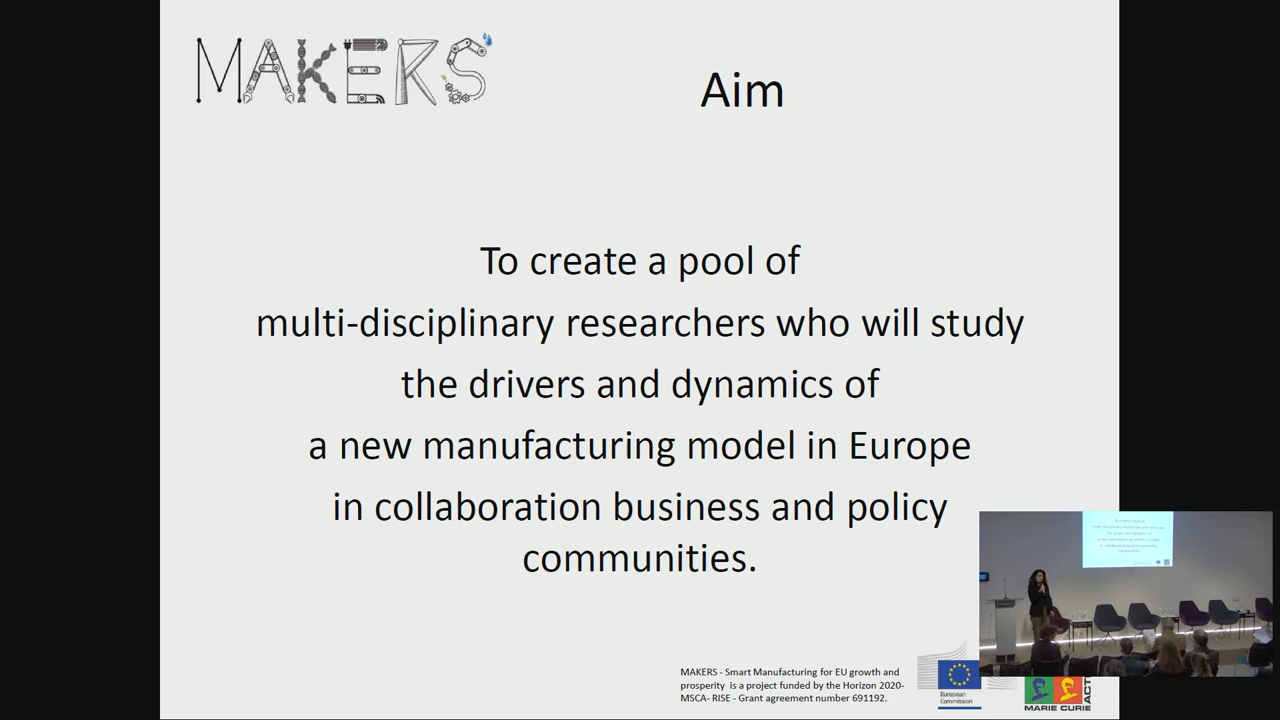 MAKERS
Aim
To create a pool of
multi-disciplinary researchers who will study
the drivers and dynamics of
a new manufacturing model in Europe
in collaboration business and policy
communities.
MAKERS - Smart Manufacturing for EU growth and
prosperity is a project funded by the Horizon 2020-
MSCA- RISE - Grant agreement number 691192.
European
Commission
MARIE CURIE